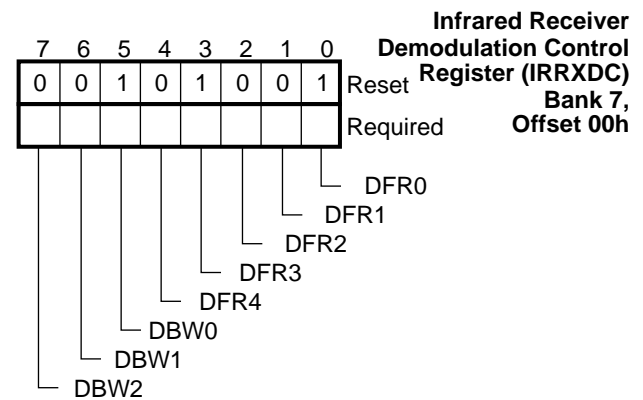 Infrared Receiver
Demodulation Control
Register (IRRXDC)
Bank 7,
Offset 00h
7 6 5 4 3 2 1 0
0 0 1 0 1 0 0 1 Reset
Required
DFR0
DFR1
DFR2
DFR3
DFR4
DBW0
DBW1
DBW2